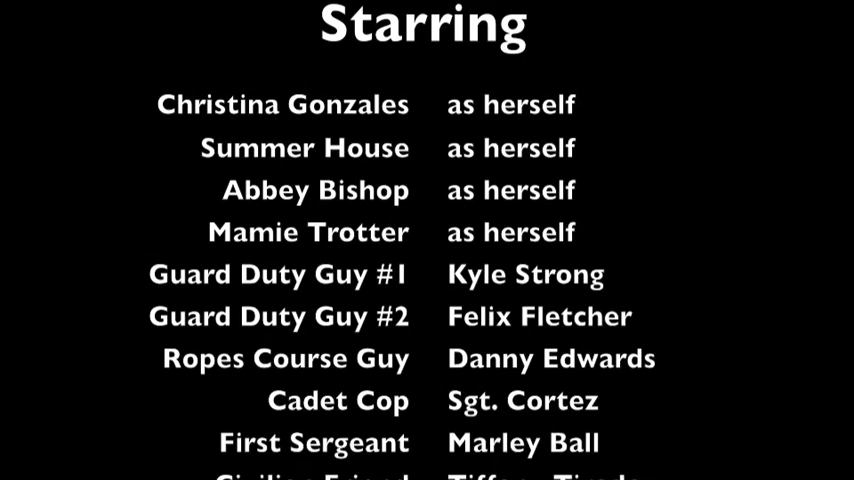 Starring
Christina Gonzales as herself
Summer House as herself
Abbey Bishop as herself
Mamie Trotter as herself
Guard Duty Guy #1 Kyle Strong
Guard Duty Guy #2 Felix Fletcher
Ropes Course Guy Danny Edwards
Cadet Cop Sgt. Cortez
First Sergeant Marley Ball